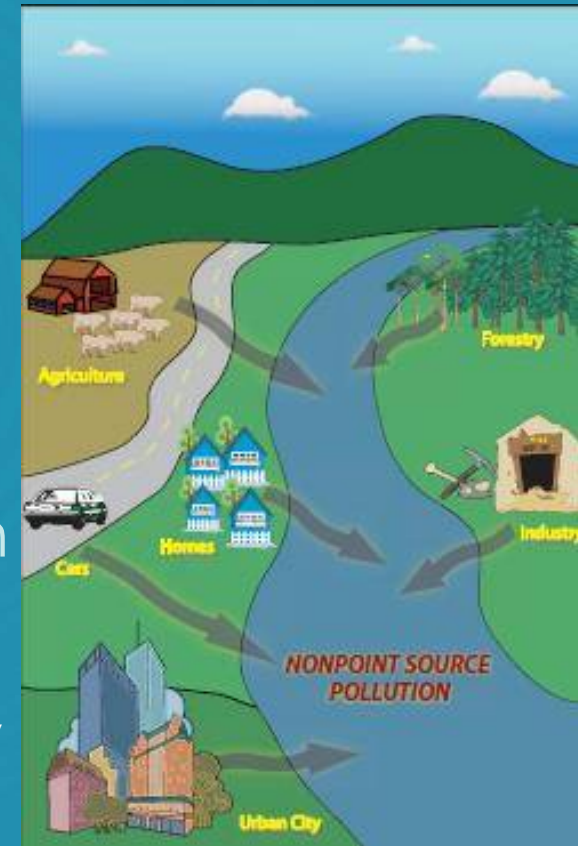 Agriculture
Forestry
Homes
Industry
Cars
NONPOINT SOURCE
POLLUTION
Urban City